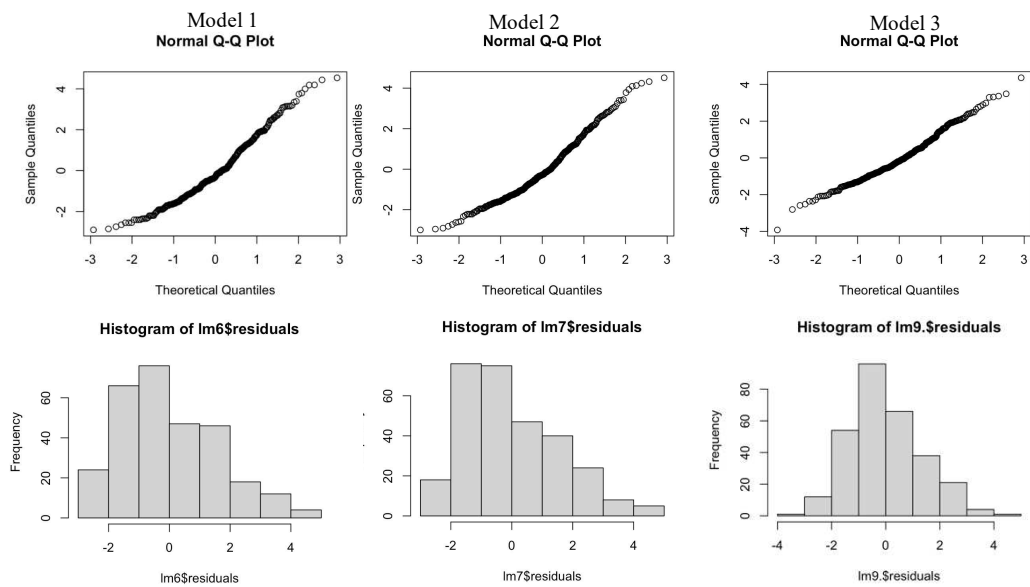 Model 1
Normal Q-Q Plot
Sample Quantiles
4
2
0
-2
-3 -2 -1 0 1 2 3
Theoretical Quantiles
Model 2
Normal Q-Q Plot
Sample Quantiles
4
2
0
-2
-3 -2 -1 0 1 2 3
Theoretical Quantiles
Model 3
Normal Q-Q Plot
Sample Quantiles
4
2
0
-2
-4
-3 -2 -1 0 1 2 3
Theoretical Quantiles
Histogram of lm6$residuals
Frequency
60
40
20
0
-2 0 2 4
lm6$residuals
Histogram of lm7$residuals
60
40
20
0
-2 0 2 4
lm7$residuals
Histogram of lm9.$residuals
Frequency
80
60
40
20
0
-4 -2 0 2 4
lm9.$residuals